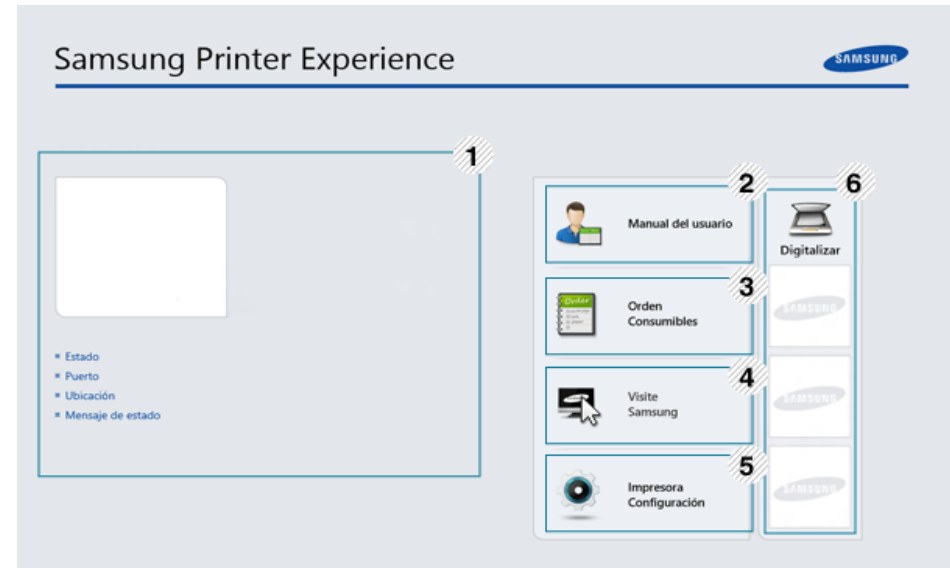 Samsung Printer Experience
SAMSUNG
1
2
6
Manual del usuario
Digitalizar
3
Orden
Consumibles
SAMSUNG
Estado
Puerto
Ubicación
Mensaje de estado
4
Visite
Samsung
SAMSUNG
5
Impresora
Configuración
SAMSUNG